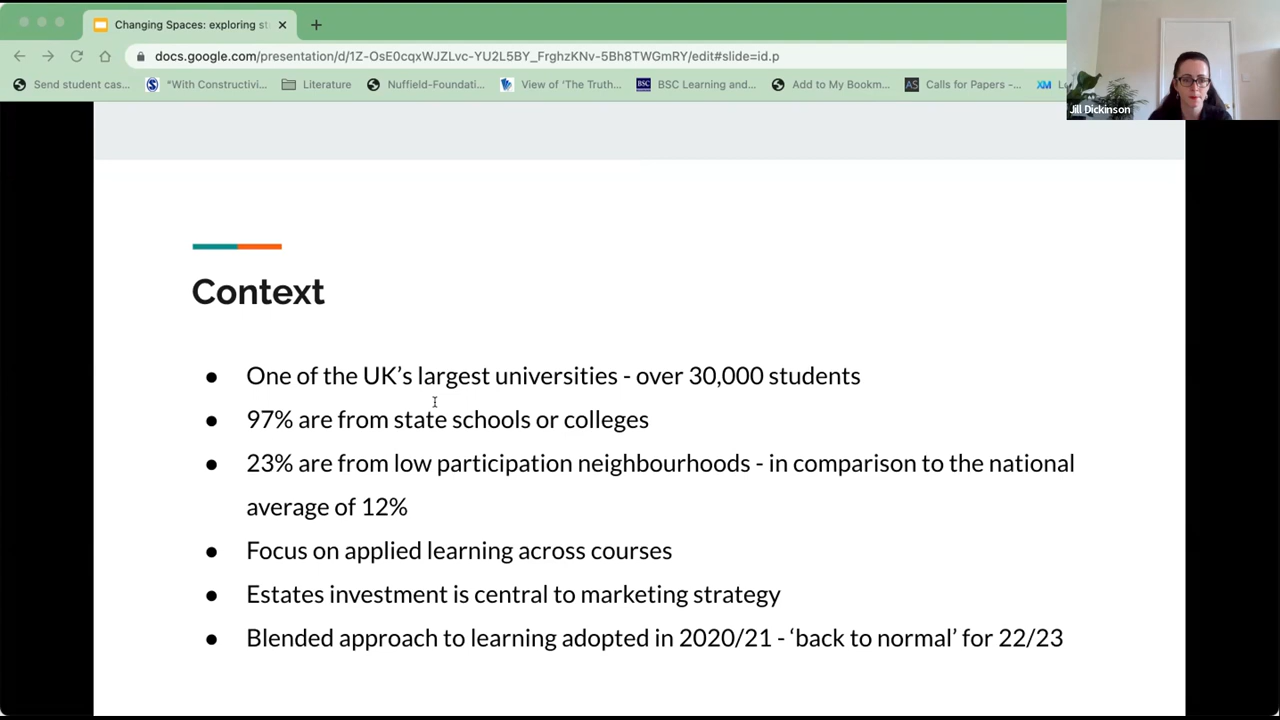 Changing Spaces: exploring st
docs.google.com/presentation/d/1Z-OsE0cqxWJZLvc-YU2L5BY_FrghzKNv-5Bh8TWGmRY/edit#slide=id.p
Send student cas... "With Constructivi... Literature Nuffield-Foundati... View of 'The Truth... BSC BSC Learning and... Add to My Bookm... AS Calls for Papers -... XM
Jill Dickinson
Context
● One of the UK's largest universities - over 30,000 students
● 97% are from state schools or colleges
● 23% are from low participation neighbourhoods - in comparison to the national
average of 12%
● Focus on applied learning across courses
● Estates investment is central to marketing strategy
● Blended approach to learning adopted in 2020/21 - ‘back to normal’ for 22/23